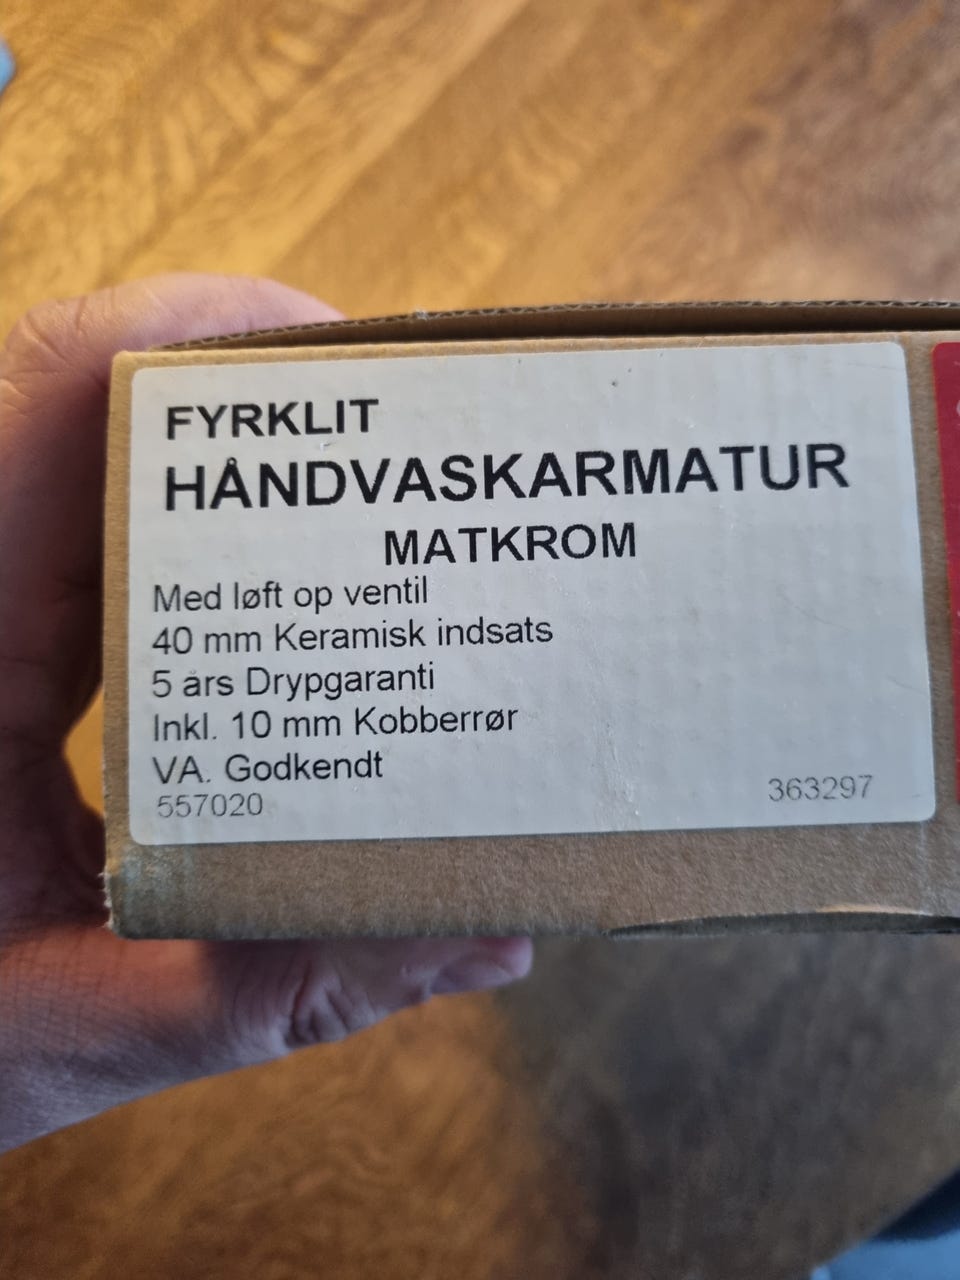 FYRKLIT
HÅNDVASKARMATUR
MATKROM
Med løft op ventil
40 mm Keramisk indsats
5 års Drypgaranti
Inkl. 10 mm Kobberrør
VA. Godkendt
557020
363297